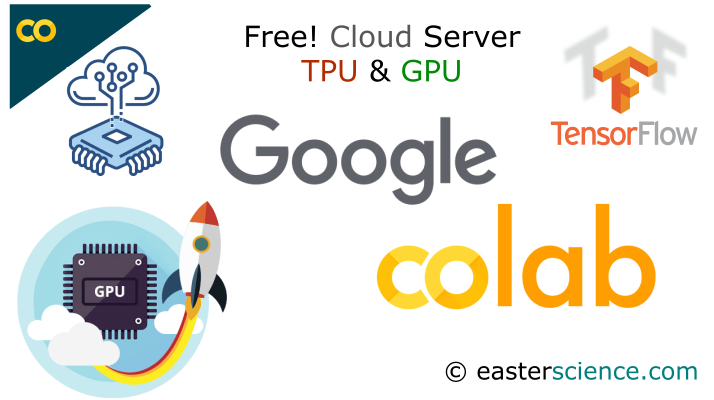 CO
Free! Cloud Server
TPU & GPU
TensorFlow
Google
colab
GPU
© easterscience.com